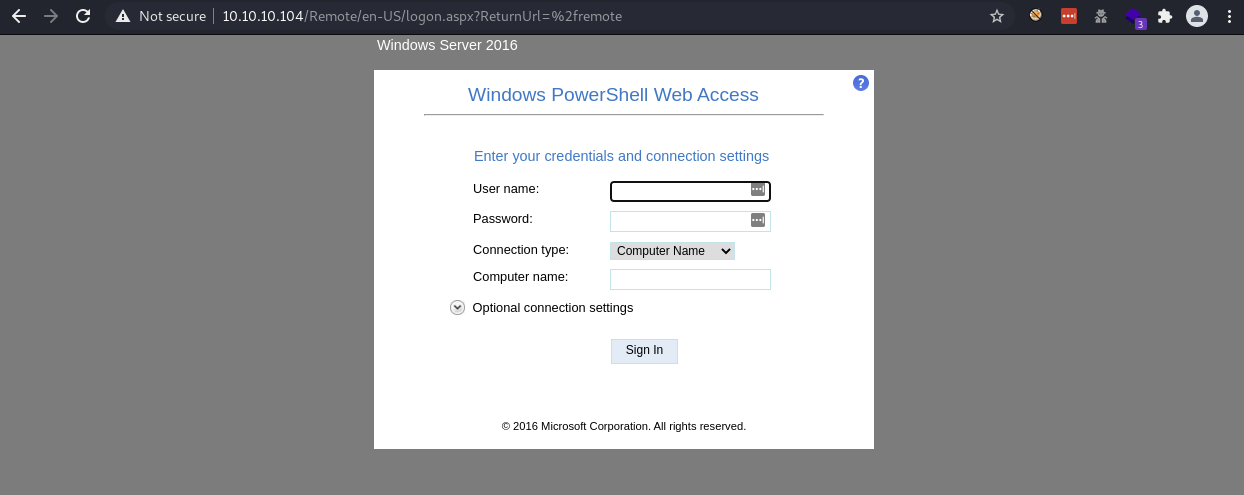 Not secure | 10.10.10.104/Remote/en-US/logon.aspx?ReturnUrl=%2fremote
3
Windows Server 2016
?
Windows PowerShell Web Access
Enter your credentials and connection settings
User name:
Password:
Connection type: Computer Name
Computer name:
Optional connection settings
Sign In
© 2016 Microsoft Corporation. All rights reserved.